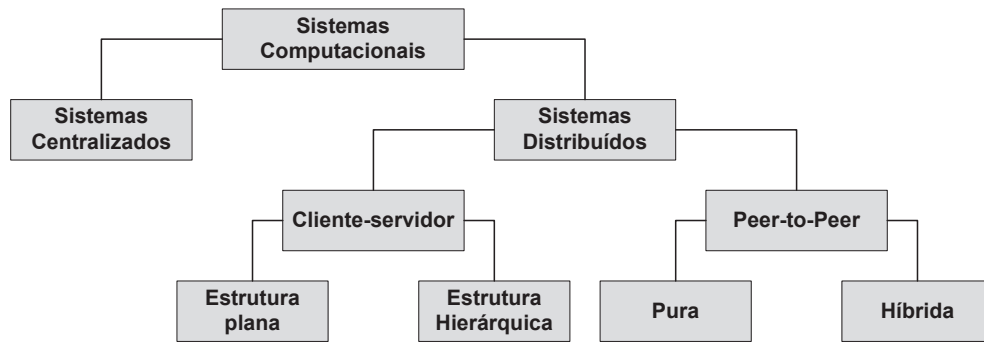 Sistemas
Computacionais
Sistemas
Centralizados
Sistemas
Distribuídos
Cliente-servidor
Peer-to-Peer
Estrutura
plana
Estrutura
Hierárquica
Pura
Híbrida